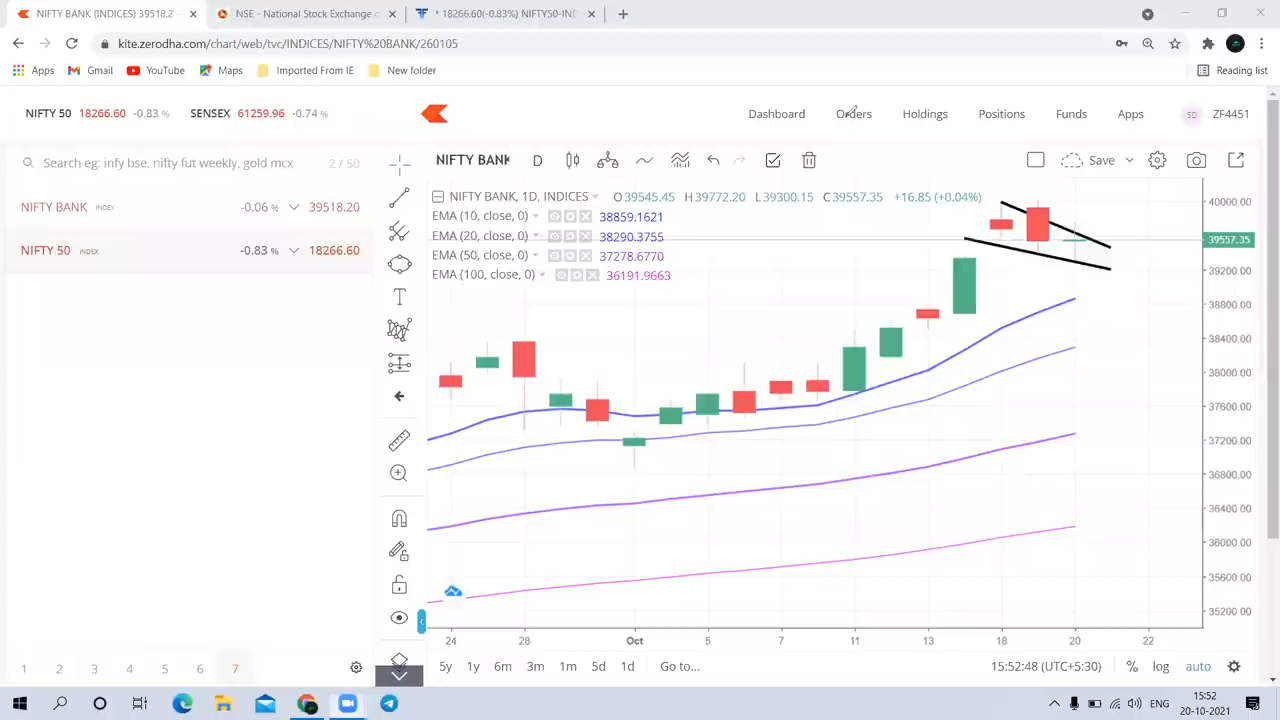 NIFTY BANK (INDICES) 39518.2
NSE - National Stock Exchange o
* 18266.60(-0.83%) NIFTY50-IND
kite.zerodha.com/chart/web/tvc/INDICES/NIFTY%20BANK/260105
Apps Gmail YouTube Maps Imported From IE New folder Reading list
NIFTY 50 18266.60 -0.83 % SENSEX 61259.96 -0.74 %
Dashboard Orders Holdings Positions Funds Apps SD ZF4451
Search eg: infy bse, nifty fut weekly, gold mcx 2 / 50
NIFTY BANK D Save
NIFTY BANK INDEX -0.06 % 39518.20
NIFTY 50 INDEX -0.83 % 18266.60
NIFTY BANK, 1D, INDICES O39545.45 H39772.20 L39300.15 C39557.35 +16.85 (+0.04%)
EMA (10, close, 0) 38859.1621
EMA (20, close, 0) 38290.3755
EMA (50, close, 0) 37278.6770
EMA (100, close, 0) 36191.9663
40000.00
39557.35
39200.00
38800.00
38400.00
38000.00
37600.00
37200.00
36800.00
36400.00
36000.00
35600.00
35200.00
24 28 Oct 5 7 11 13 18 20 22
1 2 3 4 5 6 7
5y 1y 6m 3m 1m 5d 1d Go to... 15:52:48 (UTC+5:30) % log auto
ENG
15:52
20-10-2021